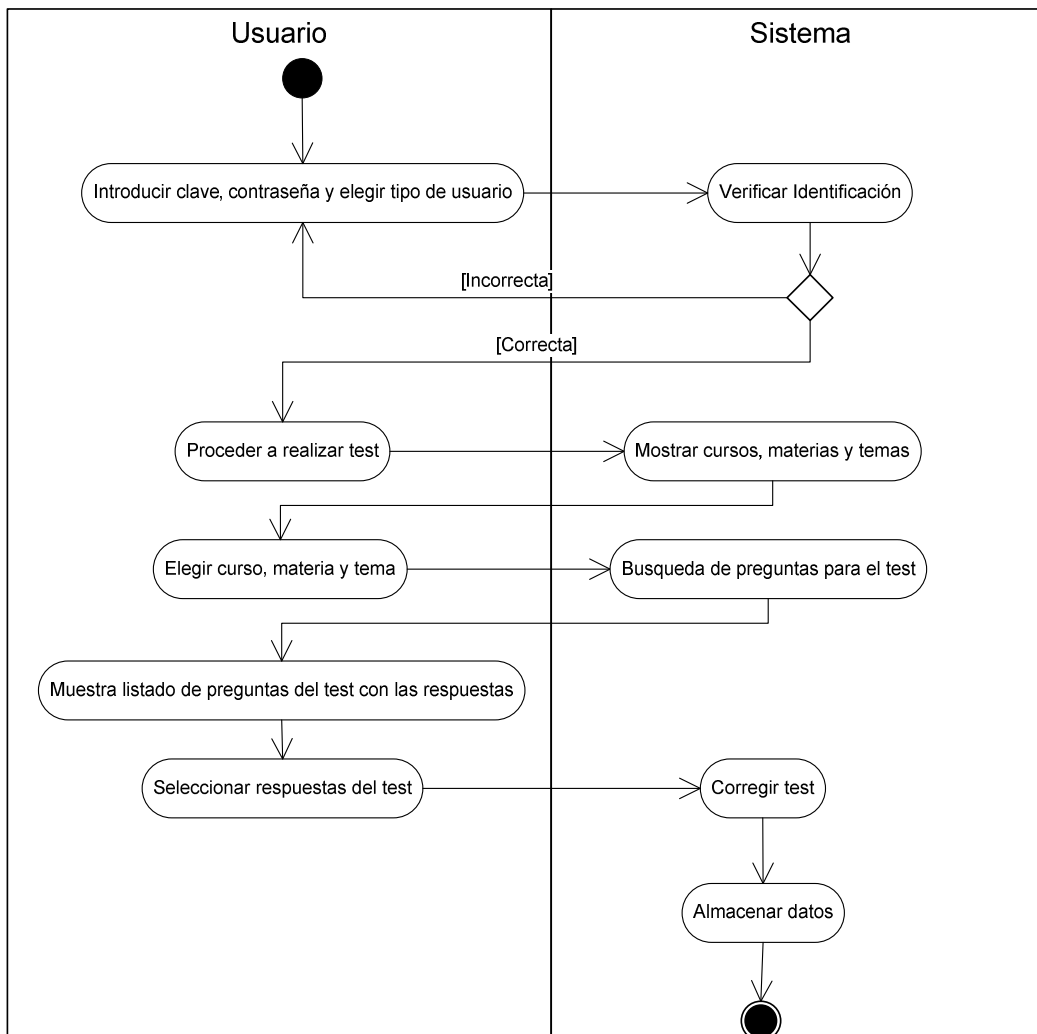 Usuario
Sistema
Introducir clave, contraseña y elegir tipo de usuario
Verificar Identificación
[Incorrecta]
[Correcta]
Proceder a realizar test
Mostrar cursos, materias y temas
Elegir curso, materia y tema
Busqueda de preguntas para el test
Muestra listado de preguntas del test con las respuestas
Seleccionar respuestas del test
Corregir test
Almacenar datos